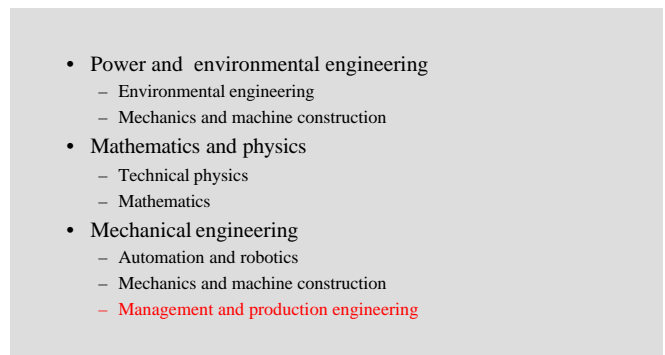 • Power and  environmental engineering
– Environmental engineering
– Mechanics and machine construction
• Mathematics and physics
– Technical physics
– Mathematics
• Mechanical engineering
– Automation and robotics
– Mechanics and machine construction
– Management and production engineering